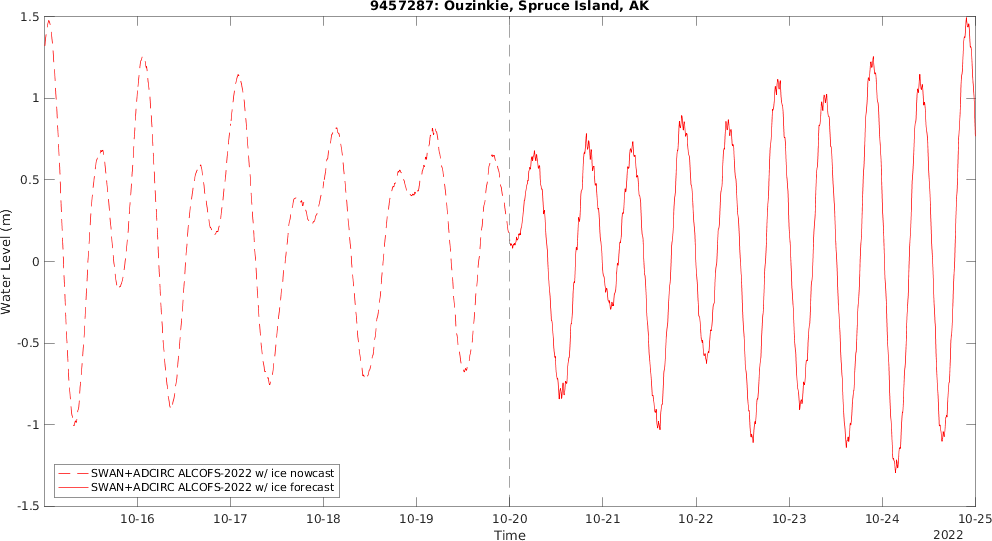 9457287: Ouzinkie, Spruce Island, AK
1.5
1
0.5
0
-0.5
-1
-1.5
Water Level (m)
SWAN+ADCIRC ALCOFS-2022 w/ ice nowcast
SWAN+ADCIRC ALCOFS-2022 w/ ice forecast
10-16 10-17 10-18 10-19 10-20 10-21 10-22 10-23 10-24 10-25
Time
2022